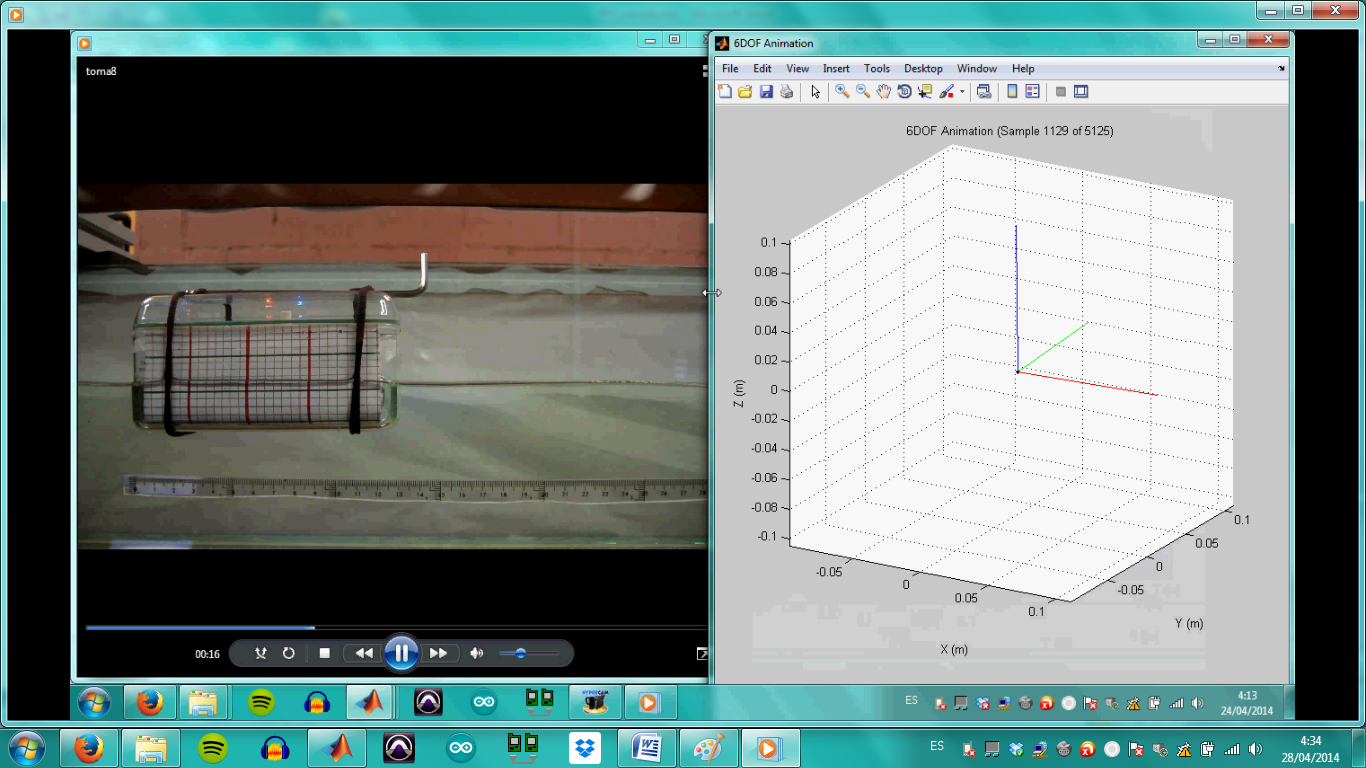 toma8
6DOF Animation
File Edit View Insert Tools Desktop Window Help
6DOF Animation (Sample 1129 of 5125)
0.1
0.08
0.06
0.04
0.02
0
-0.02
-0.04
-0.06
-0.08
-0.1
Z (m)
-0.05
0
0.05
0.1
X (m)
-0.05
0
0.05
0.1
Y (m)
00:16
HYPERCAM
ES
4:13
24/04/2014
ES
4:34
28/04/2014